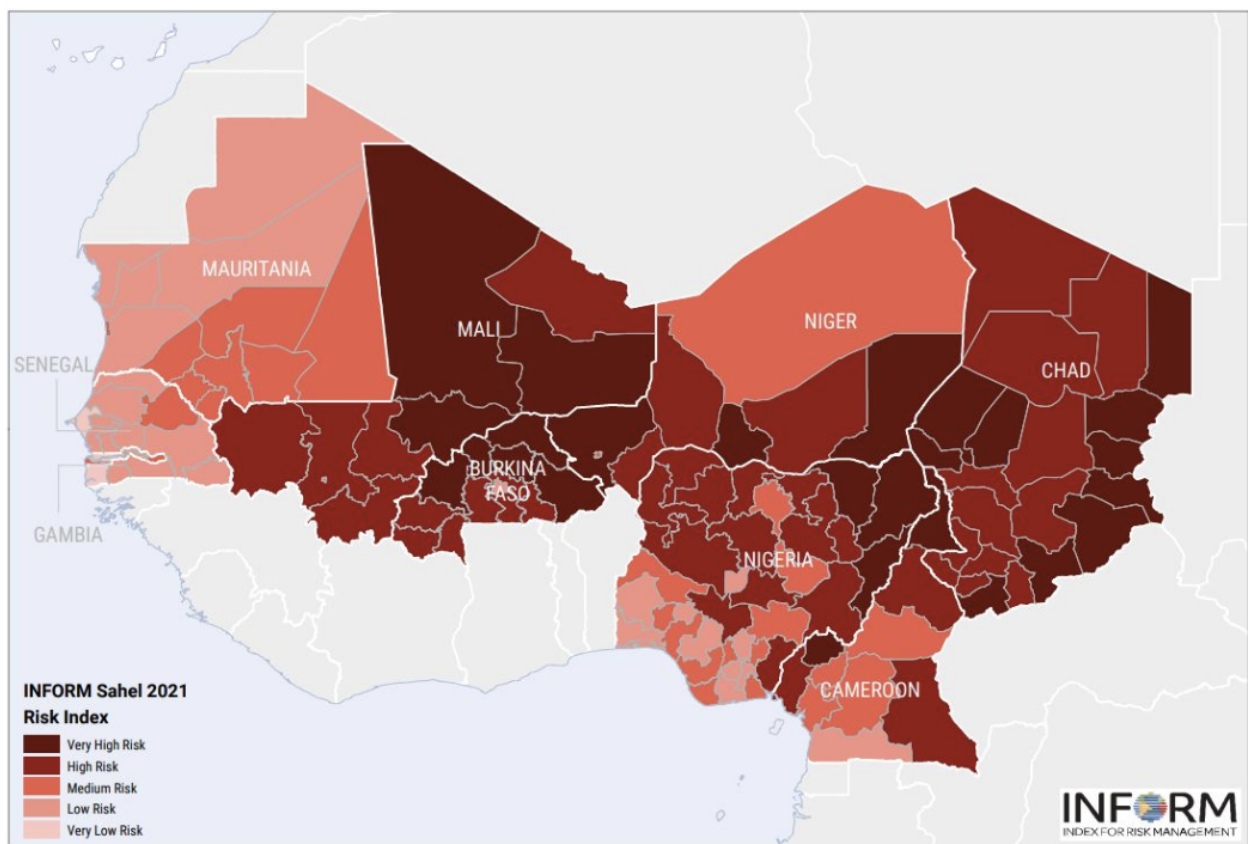 MAURITANIA
MALI
NIGER
CHAD
SENEGAL
BURKINA
FASO
GAMBIA
NIGERIA
CAMEROON
INFORM Sahel 2021
Risk Index
Very High Risk
High Risk
Medium Risk
Low Risk
Very Low Risk
INFORM
INDEX FOR RISK MANAGEMENT